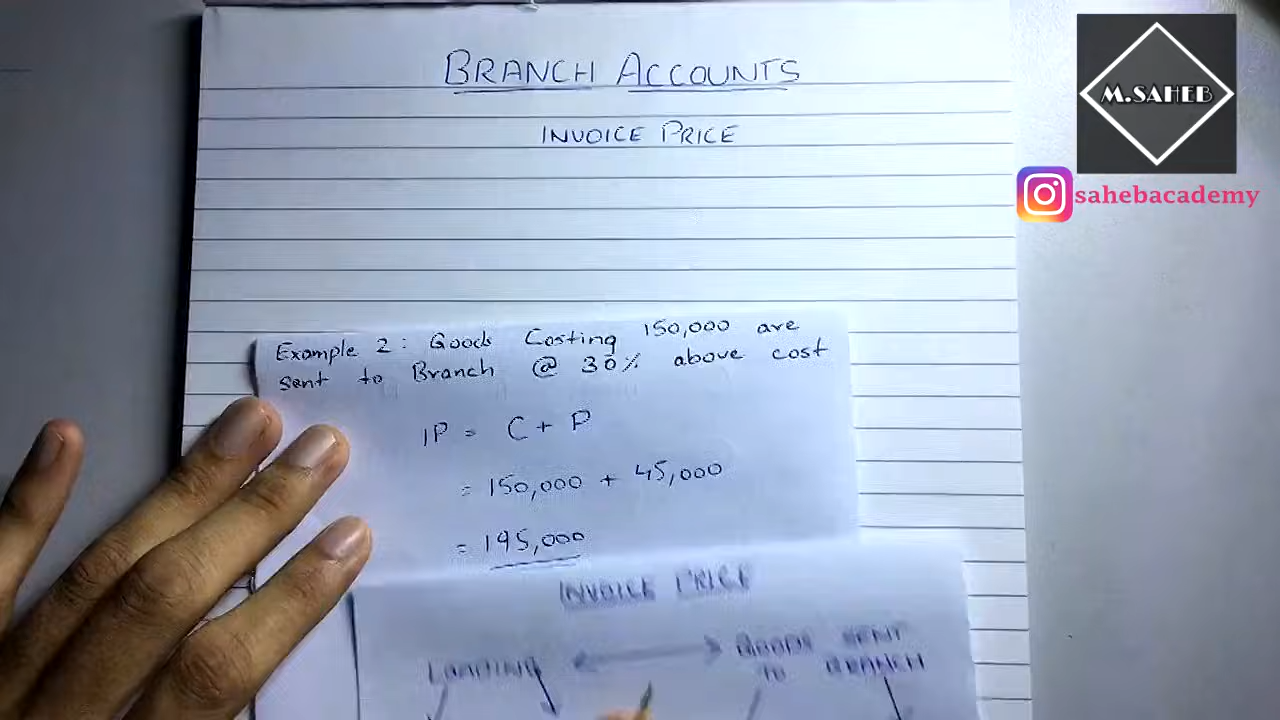 BRANCH ACCOUNTS
INVOICE PRICE
M.SAHEB
sahebacademy
Example 2: Goods Costing 150,000 are
sent to Branch @ 30% above cost
IP = C + P
= 150,000 + 45,000
= 195,000
INVOICE PRICE
LOADING
GOODS SENT
TO BRANCH